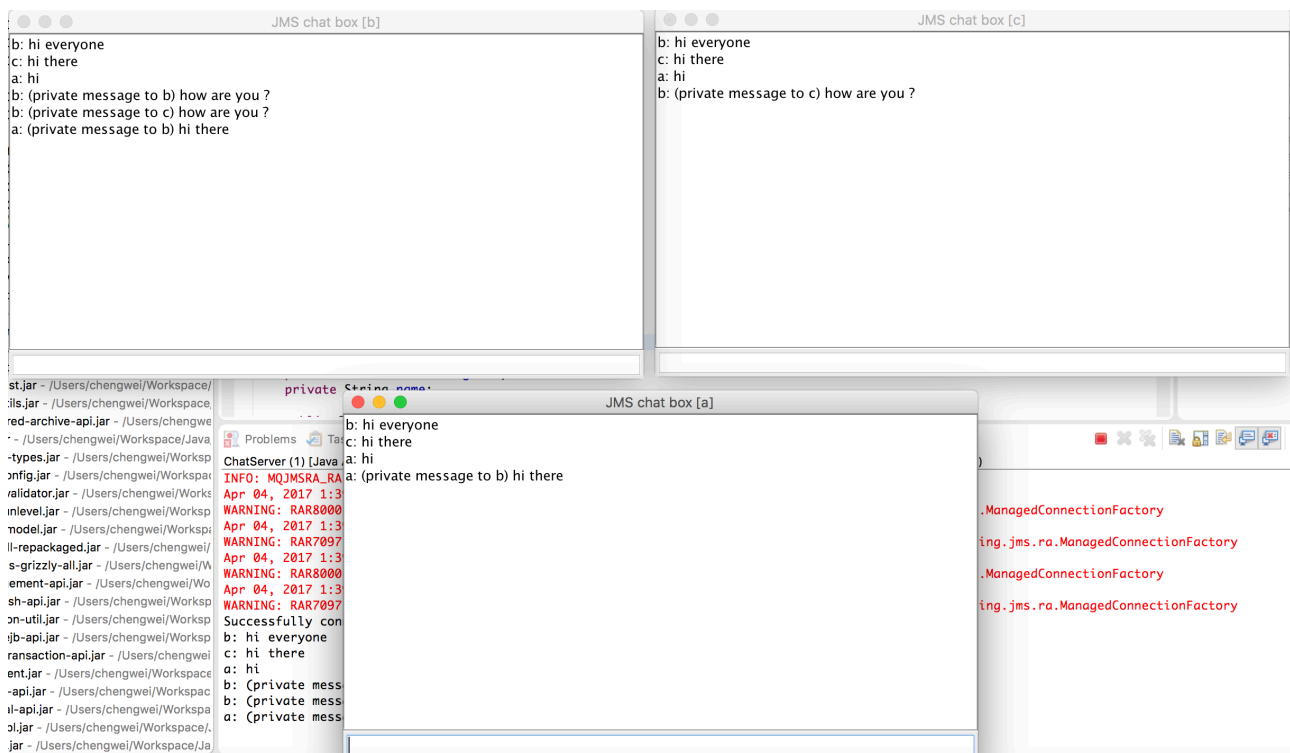 JMS chat box [b]
b: hi everyone
c: hi there
a: hi
b: (private message to b) how are you ?
b: (private message to c) how are you ?
a: (private message to b) hi there
JMS chat box [c]
b: hi everyone
c: hi there
a: hi
b: (private message to c) how are you ?
private String name;
st.jar - /Users/chengwei/Workspace/
tils.jar - /Users/chengwei/Workspace
red-archive-api.jar - /Users/chengwe
r - /Users/chengwei/Workspace/Java
-types.jar - /Users/chengwei/Worksp
onfig.jar - /Users/chengwei/Worksp
validator.jar - /Users/chengwei/Works
unlevel.jar - /Users/chengwei/Worksp
model.jar - /Users/chengwei/Workspa
ll-repackaged.jar - /Users/chengwei/
s-grizzly-all.jar - /Users/chengwei/W
ement-api.jar - /Users/chengwei/Wo
sh-api.jar - /Users/chengwei/Worksp
on-util.jar - /Users/chengwei/Worksp
ejb-api.jar - /Users/chengwei/Worksp
ransaction-api.jar - /Users/chengwei
ent.jar - /Users/chengwei/Workspace
-api.jar - /Users/chengwei/Workspac
al-api.jar - /Users/chengwei/Workspa
ol.jar - /Users/chengwei/Workspace/J
.jar - /Users/chengwei/Workspace/Ja
Problems Tas
ChatServer (1) [Java
INFO: MQJMSRA_RA
Apr 04, 2017 1:39
WARNING: RAR8000 .ManagedConnectionFactory
Apr 04, 2017 1:39
WARNING: RAR7097 ing.jms.ra.ManagedConnectionFactory
Apr 04, 2017 1:39
WARNING: RAR8000 .ManagedConnectionFactory
Apr 04, 2017 1:39
WARNING: RAR7097 ing.jms.ra.ManagedConnectionFactory
Successfully con
b: hi everyone
c: hi there
a: hi
b: (private mess
b: (private mess
a: (private mess
JMS chat box [a]
b: hi everyone
c: hi there
a: hi
a: (private message to b) hi there